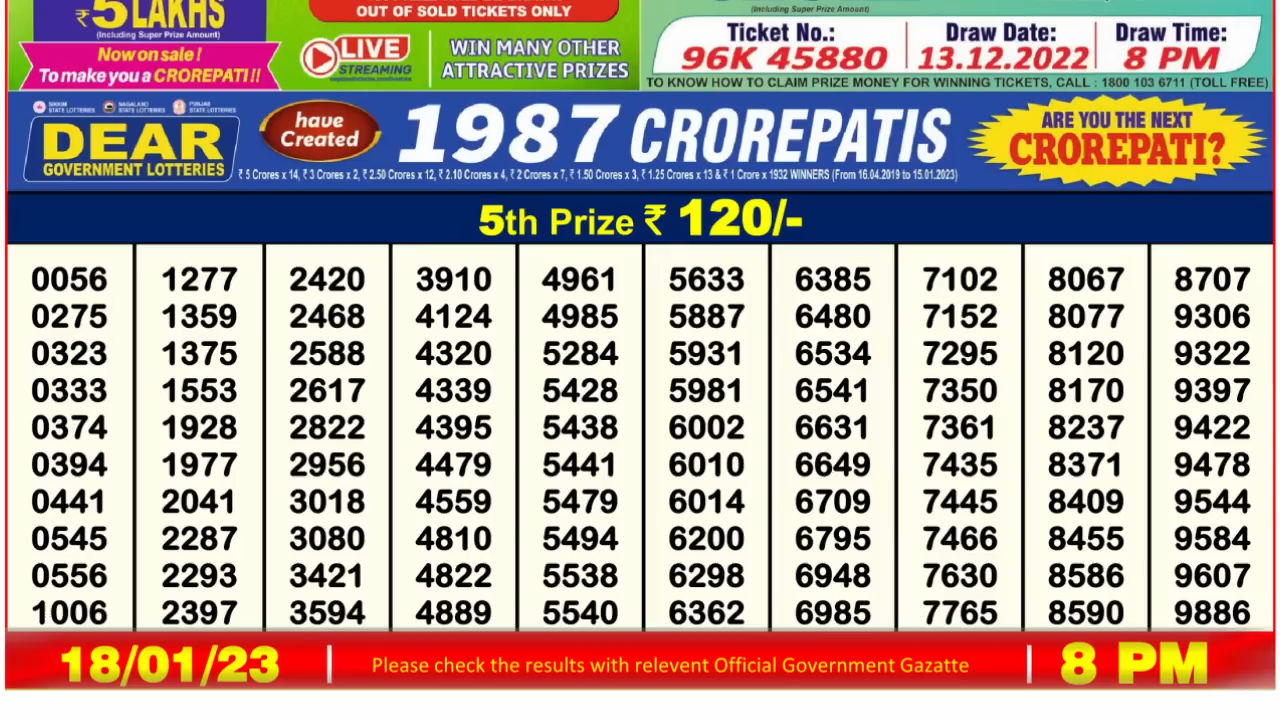 ₹5 LAKHS
(Including Super Prize Amount)
Now on sale!
To make you a CROREPATI!!
OUT OF SOLD TICKETS ONLY
LIVE
STREAMING
WIN MANY OTHER
ATTRACTIVE PRIZES
(Including Super Prize Amount)
Ticket No.: Draw Date: Draw Time:
96K 45880 13.12.2022 8 PM
TO KNOW HOW TO CLAIM PRIZE MONEY FOR WINNING TICKETS, CALL : 1800 103 6711 (TOLL FREE)
SIKKIM STATE LOTTERIES NAGALAND STATE LOTTERIES PUNJAB STATE LOTTERIES
DEAR
GOVERNMENT LOTTERIES
have
Created
1987 CROREPATIS
₹ 5 Crores x 14, ₹ 3 Crores x 2, ₹ 2.50 Crores x 12, ₹ 2.10 Crores x 4, ₹ 2 Crores x 7, ₹ 1.50 Crores x 3, ₹ 1.25 Crores x 13 & ₹ 1 Crore x 1932 WINNERS (From 16.04.2019 to 15.01.2023)
ARE YOU THE NEXT
CROREPATI?
5th Prize ₹ 120/-
0056 1277 2420 3910 4961 5633 6385 7102 8067 8707
0275 1359 2468 4124 4985 5887 6480 7152 8077 9306
0323 1375 2588 4320 5284 5931 6534 7295 8120 9322
0333 1553 2617 4339 5428 5981 6541 7350 8170 9397
0374 1928 2822 4395 5438 6002 6631 7361 8237 9422
0394 1977 2956 4479 5441 6010 6649 7435 8371 9478
0441 2041 3018 4559 5479 6014 6709 7445 8409 9544
0545 2287 3080 4810 5494 6200 6795 7466 8455 9584
0556 2293 3421 4822 5538 6298 6948 7630 8586 9607
1006 2397 3594 4889 5540 6362 6985 7765 8590 9886
18/01/23 | Please check the results with relevent Official Government Gazatte | 8 PM